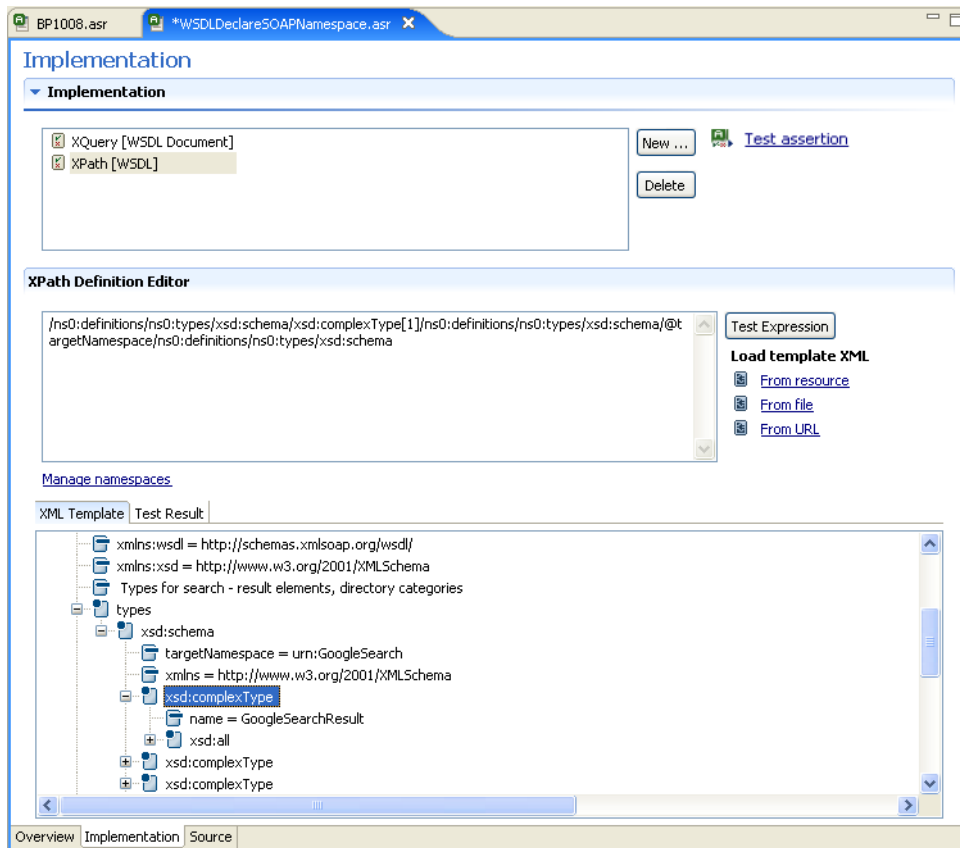 BP1008.asr
*WSDLDeclareSOAPNamespace.asr
Implementation
Implementation
XQuery [WSDL Document]
XPath [WSDL]
New ...
Test assertion
Delete
XPath Definition Editor
/ns0:definitions/ns0:types/xsd:schema/xsd:complexType[1]/ns0:definitions/ns0:types/xsd:schema/@t
argetNamespace/ns0:definitions/ns0:types/xsd:schema
Test Expression
Load template XML
From resource
From file
From URL
Manage namespaces
XML Template
Test Result
xmlns:wsdl = http://schemas.xmlsoap.org/wsdl/
xmlns:xsd = http://www.w3.org/2001/XMLSchema
Types for search - result elements, directory categories
types
xsd:schema
targetNamespace = urn:GoogleSearch
xmlns = http://www.w3.org/2001/XMLSchema
xsd:complexType
name = GoogleSearchResult
xsd:all
xsd:complexType
xsd:complexType
Overview
Implementation
Source